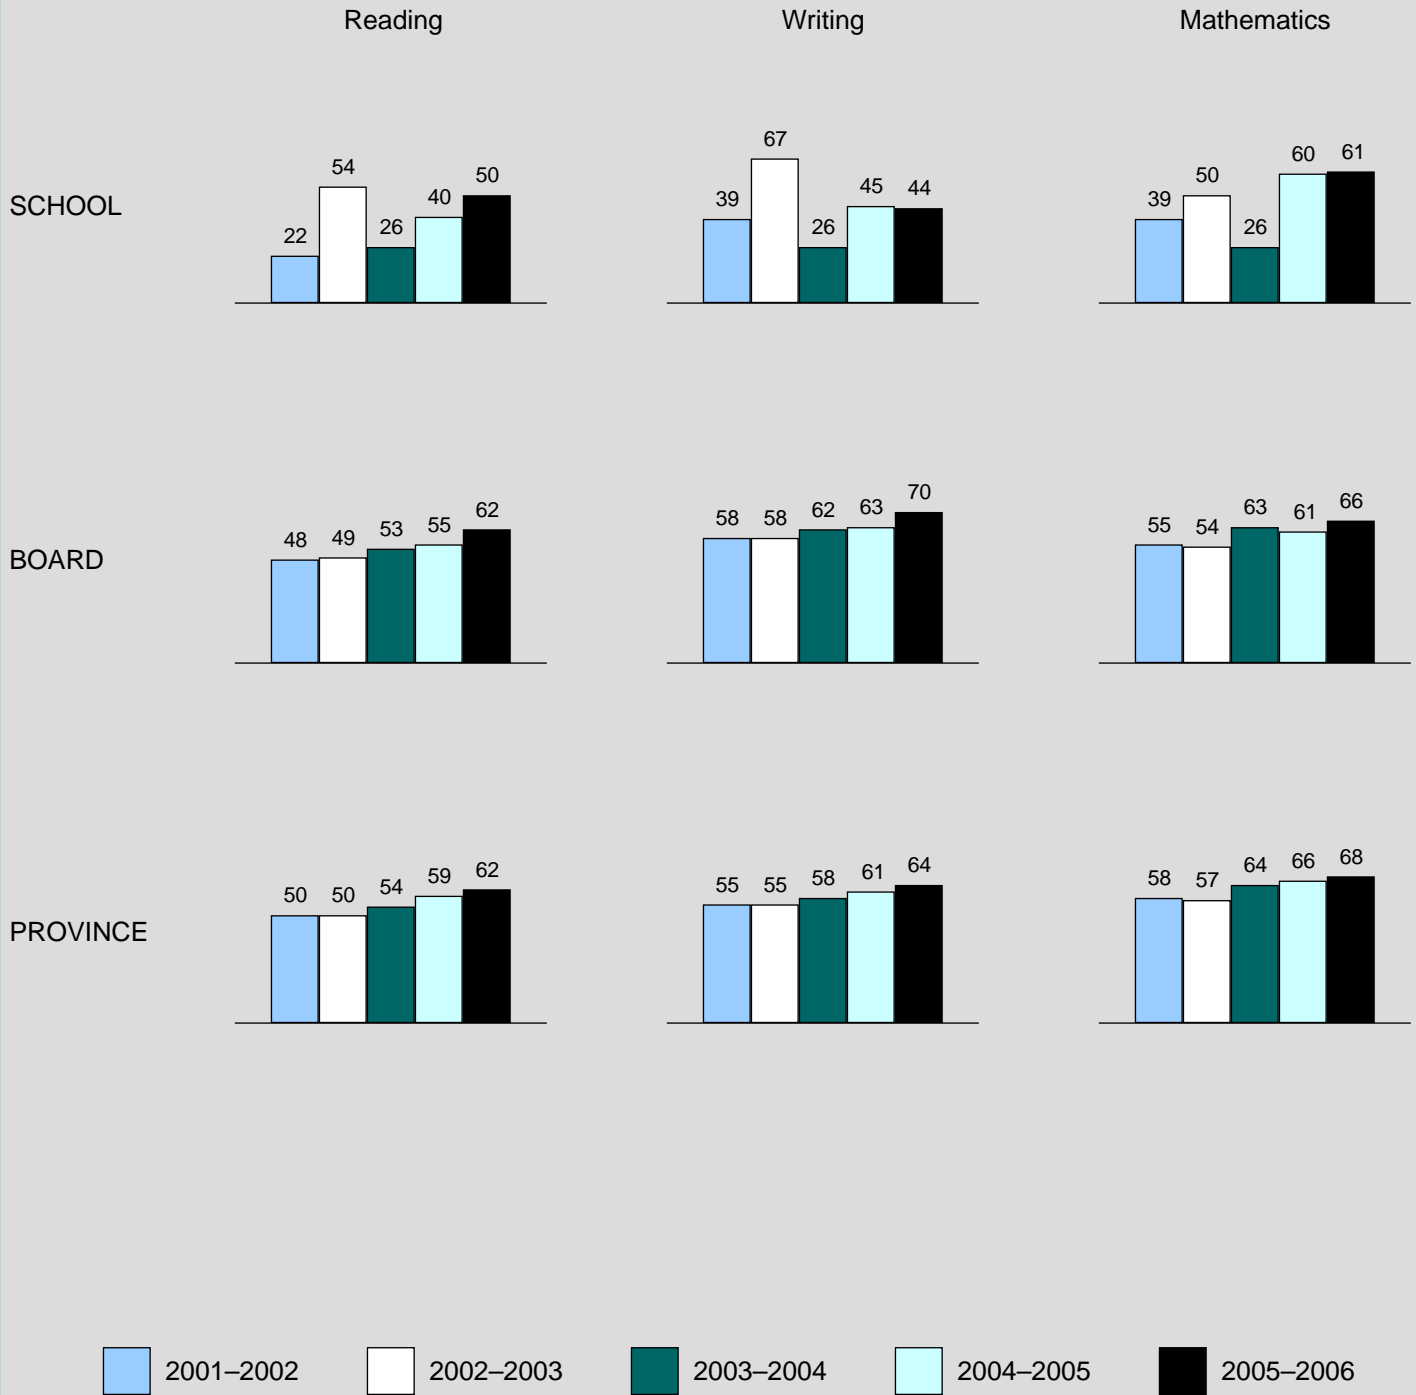 Reading Writing Mathematics
SCHOOL
22 54 26 40 50
39 67 26 45 44
39 50 26 60 61
BOARD
48 49 53 55 62
58 58 62 63 70
55 54 63 61 66
PROVINCE
50 50 54 59 62
55 55 58 61 64
58 57 64 66 68
2001–2002 2002–2003 2003–2004 2004–2005 2005–2006